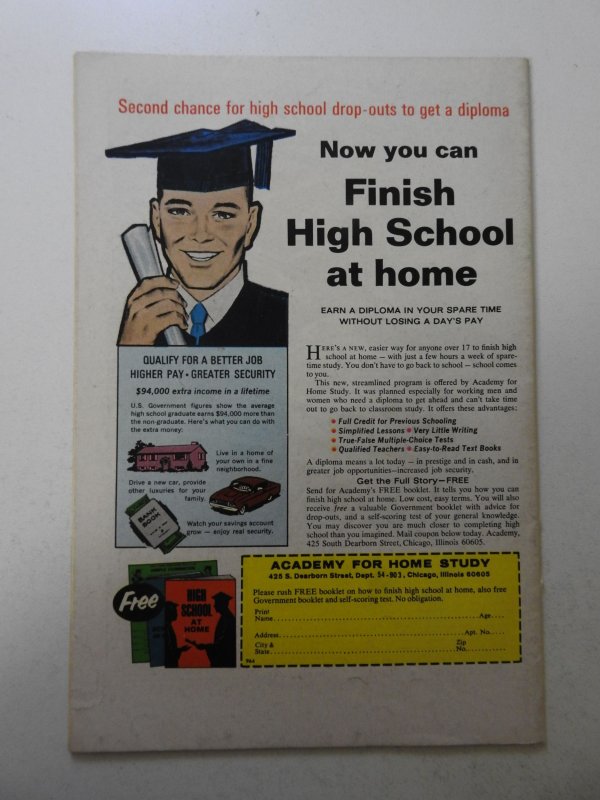 Second chance for high school drop-outs to get a diploma
Now you can
Finish
High School
at home
EARN A DIPLOMA IN YOUR SPARE TIME
WITHOUT LOSING A DAY'S PAY
HERE'S A NEW, easier way for anyone over 17 to finish high
school at home — with just a few hours a week of spare-
time study. You don't have to go back to school — school comes
to you.
This new, streamlined program is offered by Academy for
Home Study. It was planned especially for working men and
women who need a diploma to get ahead and can't take time
out to go back to classroom study. It offers these advantages:
• Full Credit for Previous Schooling
• Simplified Lessons • Very Little Writing
• True-False Multiple-Choice Tests
• Qualified Teachers • Easy-to-Read Text Books
A diploma means a lot today — in prestige and in cash, and in
greater job opportunities—increased job security.
Get the Full Story—FREE
Send for Academy's FREE booklet. It tells you how you can
finish high school at home. Low cost, easy terms. You will also
receive free a valuable Government booklet with advice for
drop-outs, and a self-scoring test of your general knowledge.
You may discover you are much closer to completing high
school than you imagined. Mail coupon below today. Academy,
425 South Dearborn Street, Chicago, Illinois 60605.
QUALIFY FOR A BETTER JOB
HIGHER PAY • GREATER SECURITY
$94,000 extra income in a lifetime
U.S. Government figures show the average
high school graduate earns $94,000 more than
the non-graduate. Here's what you can do with
the extra money:
Live in a home of
your own in a fine
neighborhood.
Drive a new car, provide
other luxuries for your
family.
BANK
BOOK
Watch your savings account
grow — enjoy real security.
Free
HIGH
SCHOOL
AT
HOME
ACADEMY FOR HOME STUDY
425 S. Dearborn Street, Dept. 54-903, Chicago, Illinois 60605
Please rush FREE booklet on how to finish high school at home, also free
Government booklet and self-scoring test. No obligation.
Print
Name Age
Address Apt. No.
City & Zip
State No.